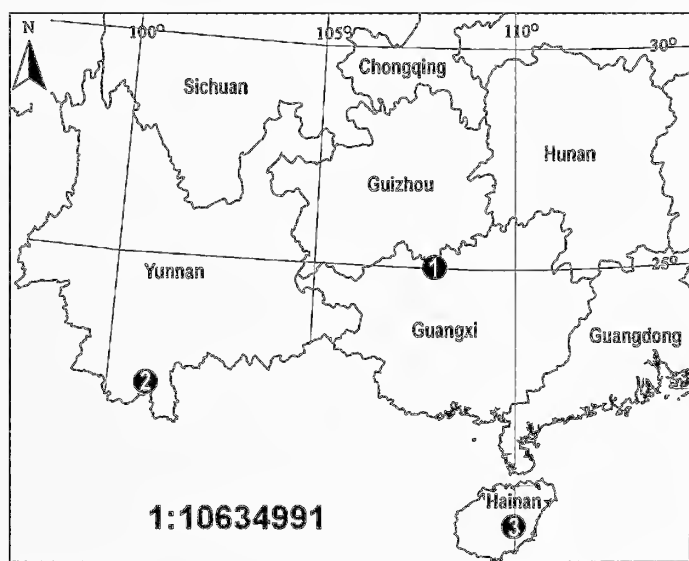 N
100°
105°
110°
30°
Chongqing
Sichuan
Hunan
Guizhou
1
25°
Yunnan
Guangxi
Guangdong
2
Hainan
1:10634991
3